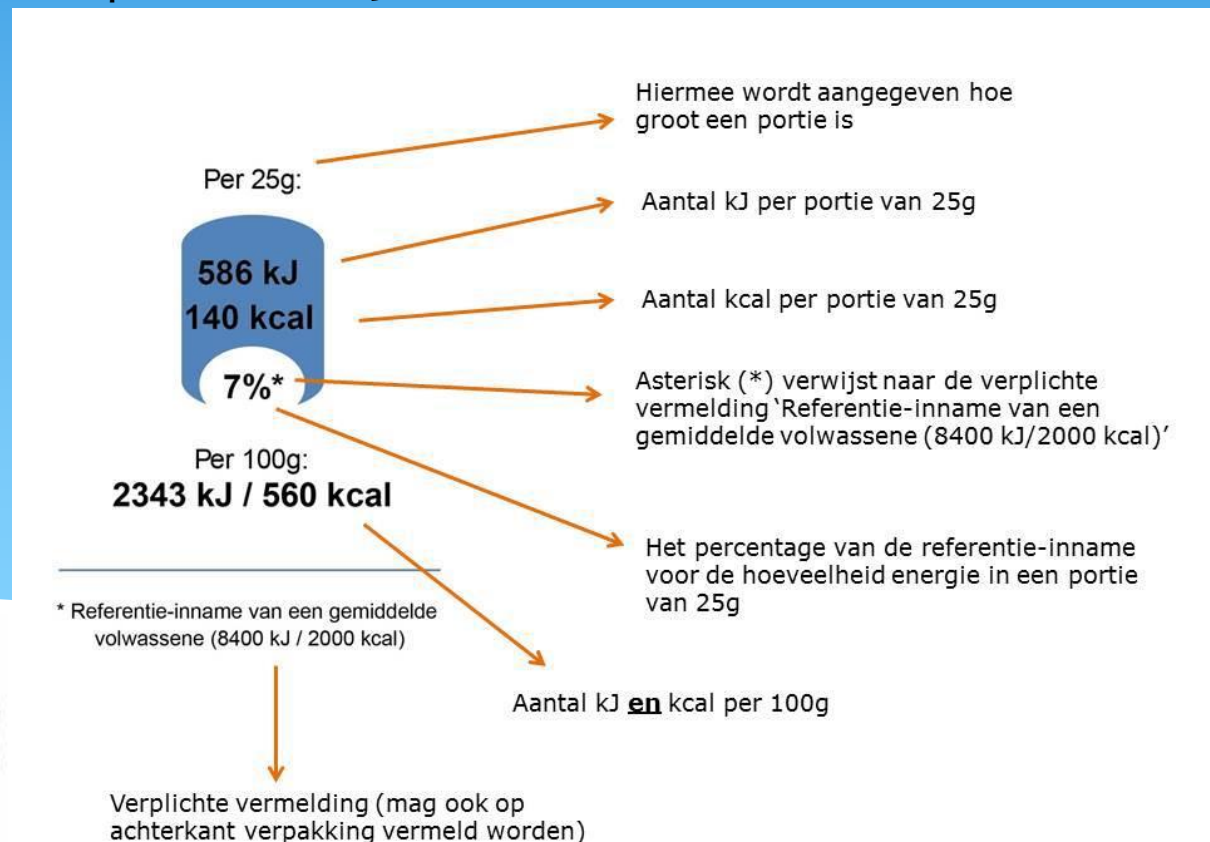 Hiermee wordt aangegeven hoe
groot een portie is
Per 25g:
Aantal kJ per portie van 25g
586 kJ
140 kcal
Aantal kcal per portie van 25g
7%*
Asterisk (*) verwijst naar de verplichte
vermelding ‘Referentie-inname van een
gemiddelde volwassene (8400 kJ/2000 kcal)’
Per 100g:
2343 kJ / 560 kcal
Het percentage van de referentie-inname
voor de hoeveelheid energie in een portie
van 25g
* Referentie-inname van een gemiddelde
volwassene (8400 kJ / 2000 kcal)
Aantal kJ en kcal per 100g
Verplichte vermelding (mag ook op
achterkant verpakking vermeld worden)